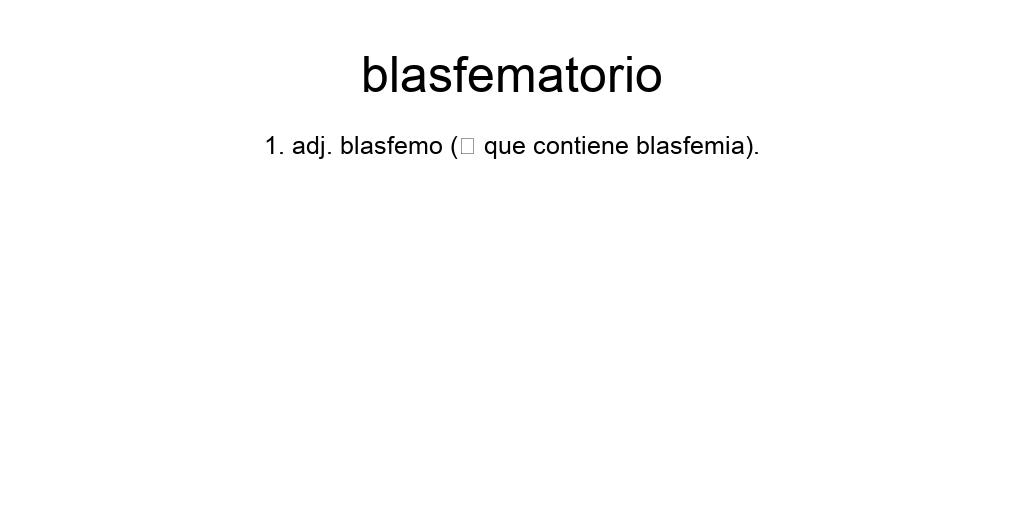 blasfematorio
1. adj. blasfemo (□ que contiene blasfemia).